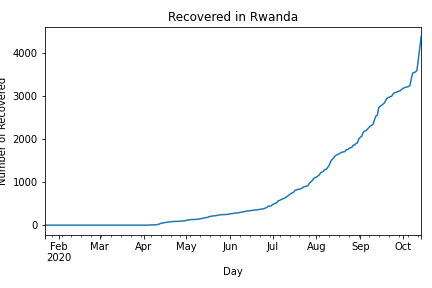 Recovered in Rwanda
Number of Recovered
4000
3000
2000
1000
0
Feb Mar Apr May Jun Jul Aug Sep Oct
2020
Day